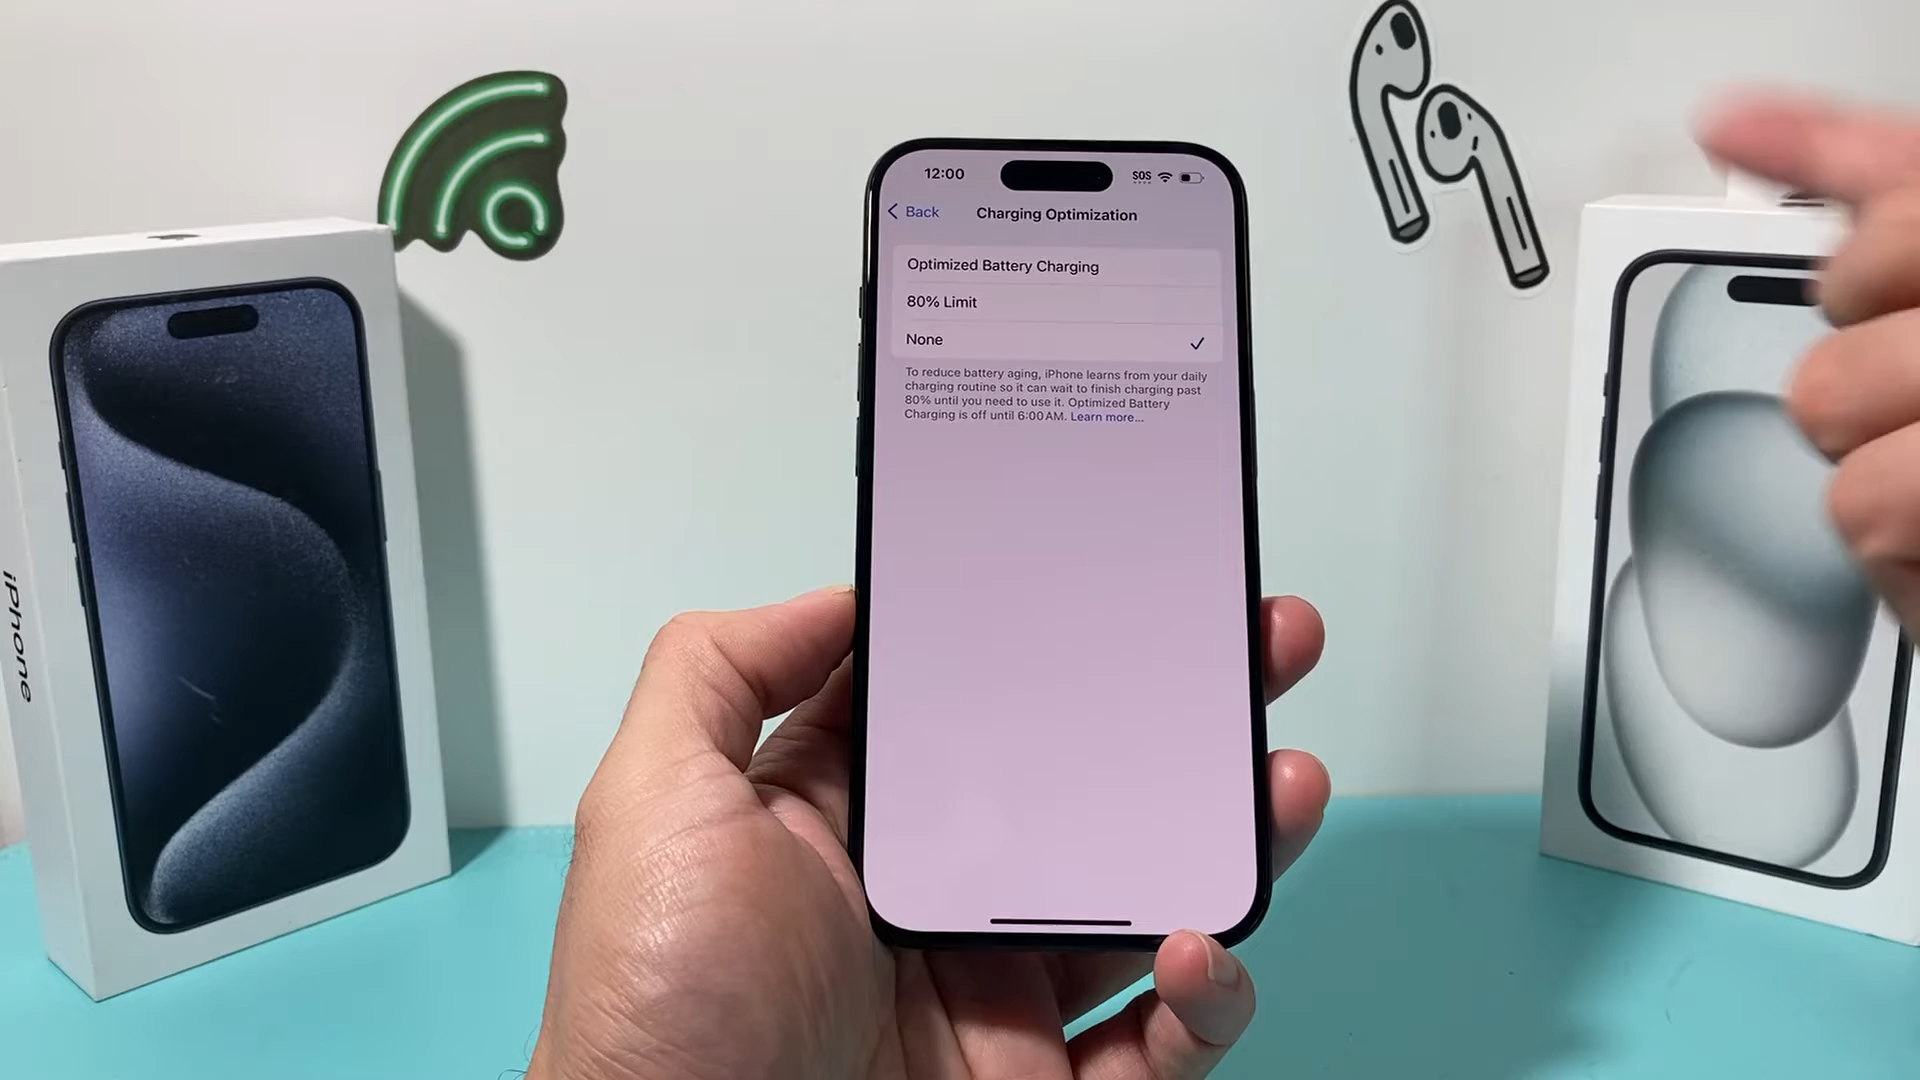 12:00
SOS
Back
Charging Optimization
Optimized Battery Charging
80% Limit
None
To reduce battery aging, iPhone learns from your daily
charging routine so it can wait to finish charging past
80% until you need to use it. Optimized Battery
Charging is off until 6:00 AM. Learn more...
iPhone